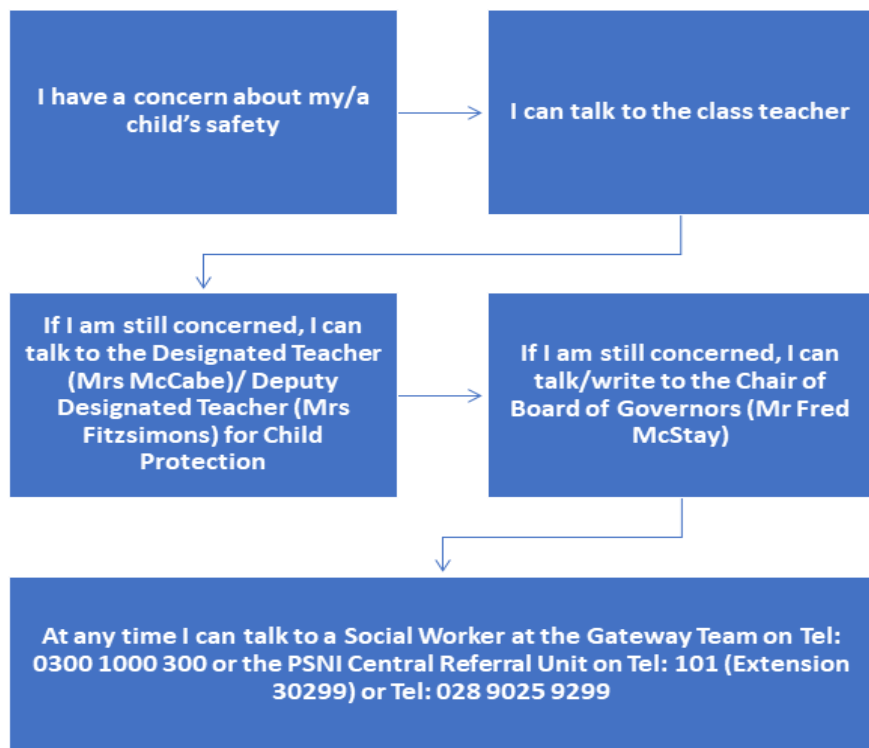 I have a concern about my/a
child’s safety
I can talk to the class teacher
If I am still concerned, I can
talk to the Designated Teacher
(Mrs McCabe)/ Deputy
Designated Teacher (Mrs
Fitzsimons) for Child
Protection
If I am still concerned, I can
talk/write to the Chair of
Board of Governors (Mr Fred
McStay)
At any time I can talk to a Social Worker at the Gateway Team on Tel:
0300 1000 300 or the PSNI Central Referral Unit on Tel: 101 (Extension
30299) or Tel: 028 9025 9299